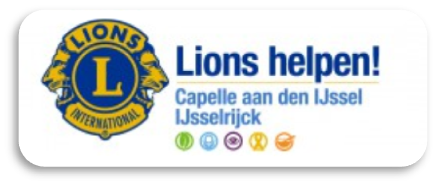 LIONS
L
INTERNATIONAL
Lions helpen!
Capelle aan den IJssel
IJsselrijck